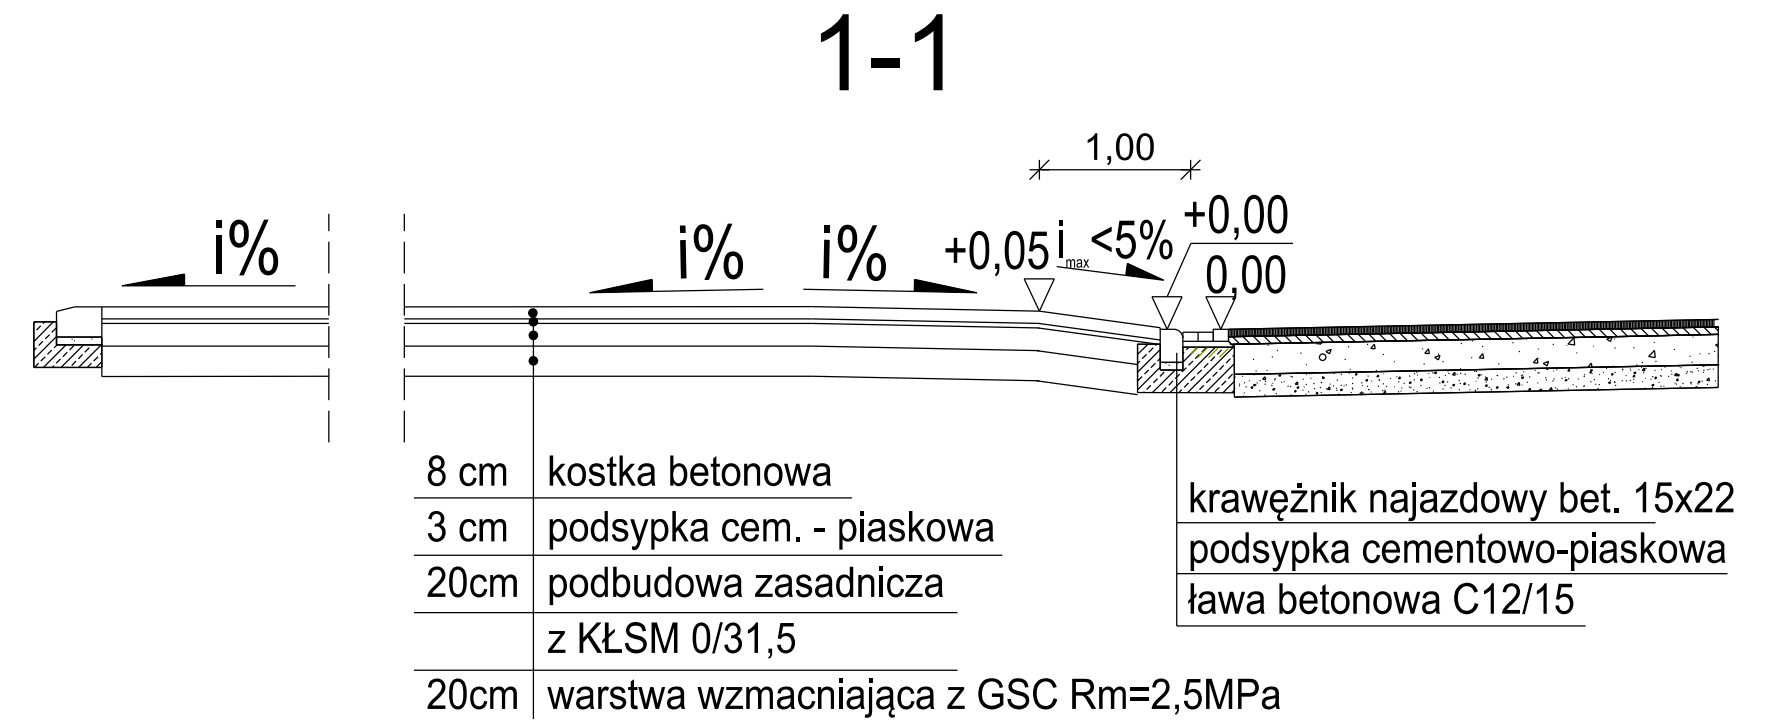 1-1
1,00
i%
i%
i%
+0,05
i max <5%
+0,00
0,00
8 cm kostka betonowa
3 cm podsypka cem. - piaskowa
20cm podbudowa zasadnicza
z KŁSM 0/31,5
20cm warstwa wzmacniająca z GSC Rm=2,5MPa
krawężnik najazdowy bet. 15x22
podsypka cementowo-piaskowa
ława betonowa C12/15